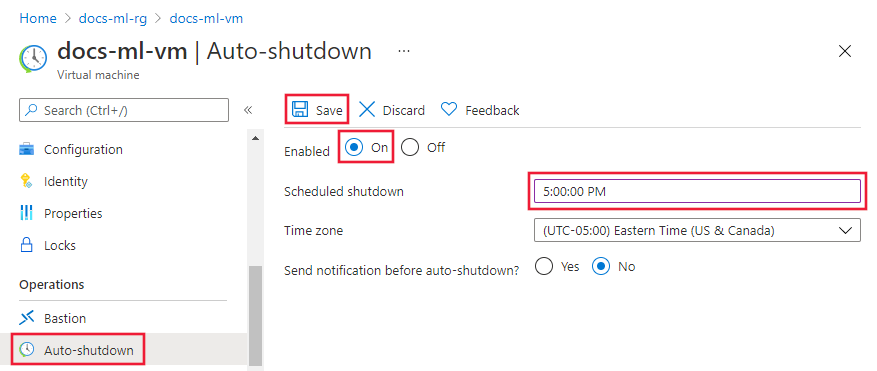 Home > docs-ml-rg > docs-ml-vm
docs-ml-vm | Auto-shutdown ...
Virtual machine
Search (Ctrl+/)
«
Configuration
Identity
Properties
Locks
Operations
Bastion
Auto-shutdown
Save Discard Feedback
Enabled On Off
Scheduled shutdown 5:00:00 PM
Time zone (UTC-05:00) Eastern Time (US & Canada)
Send notification before auto-shutdown? Yes No